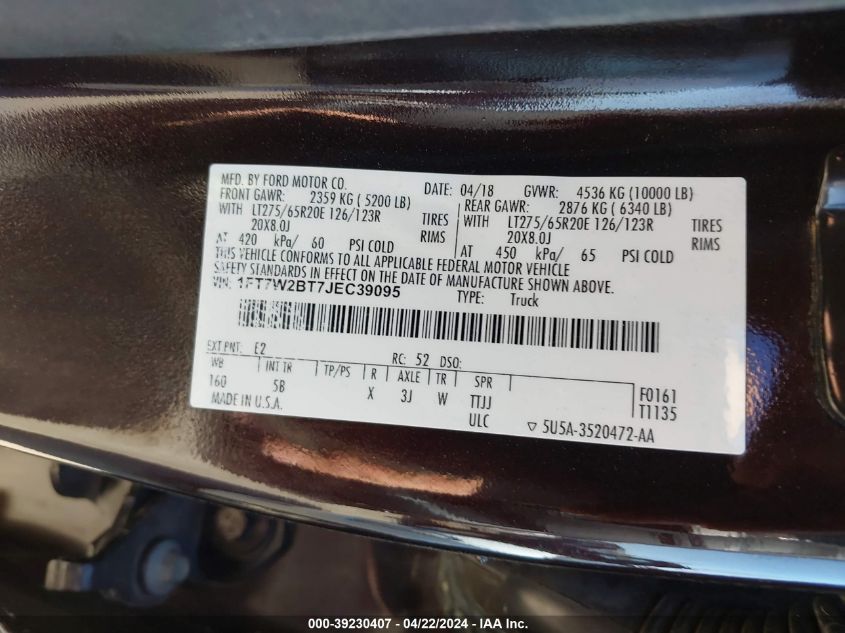 MFD. BY FORD MOTOR CO. DATE: 04/18 GVWR: 4536 KG (10000 LB)
FRONT GAWR: 2359 KG ( 5200 LB) REAR GAWR: 2876 KG ( 6340 LB)
WITH LT275/65R20E 126/123R TIRES WITH LT275/65R20E 126/123R TIRES
20X8.0J RIMS 20X8.0J RIMS
AT 420 kPa/ 60 PSI COLD AT 450 kPa/ 65 PSI COLD
THIS VEHICLE CONFORMS TO ALL APPLICABLE FEDERAL MOTOR VEHICLE
SAFETY STANDARDS IN EFFECT ON THE DATE OF MANUFACTURE SHOWN ABOVE.
VIN: 1FT7W2BT7JEC39095 TYPE: Truck
EXT PNT: E2 RC: 52 DSO:
WB INT TR TP/PS R AXLE TR SPR F0161
160 5B X 3J W TTJJ T1135
MADE IN U.S.A. ULC ▽ 5U5A-3520472-AA
000-39230407 - 04/22/2024 - IAA Inc.